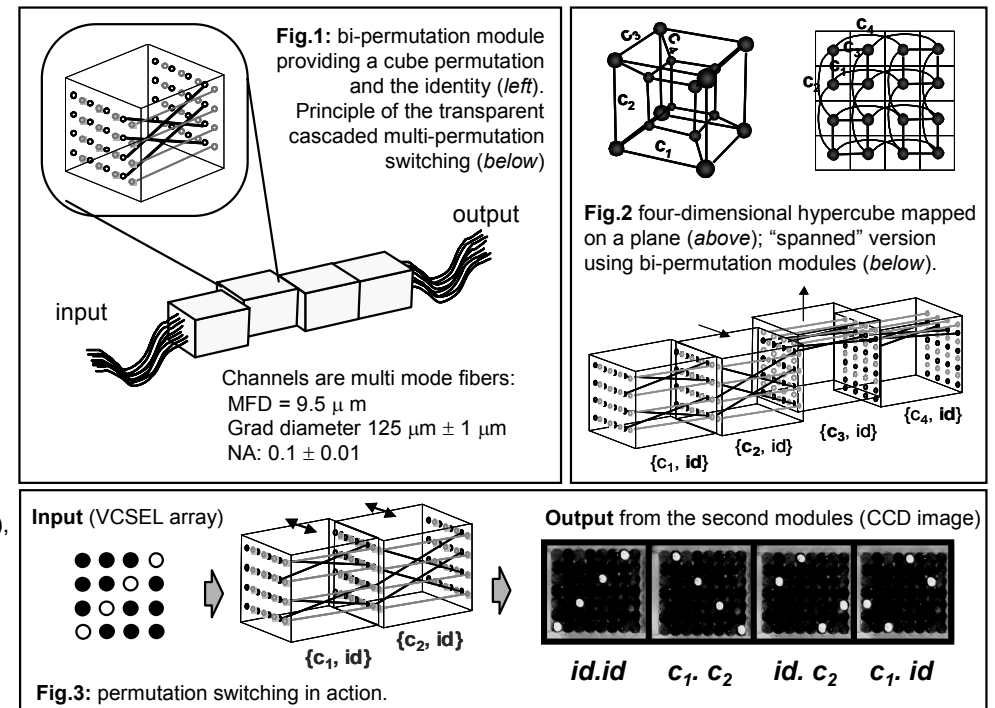 Fig.1: bi-permutation module
providing a cube permutation
and the identity (left).
Principle of the transparent
cascaded multi-permutation
switching (below)
output
input
Channels are multi mode fibers:
MFD = 9.5 μ m
Grad diameter 125 μm ± 1 μm
NA: 0.1 ± 0.01
c₃
c₄
c₂
c₁
c₄
c₃
c₁
c₂
Fig.2 four-dimensional hypercube mapped
on a plane (above); “spanned” version
using bi-permutation modules (below).
{c₁, id}
{c₂, id}
{c₃, id}
{c₄, id}
),
Input (VCSEL array)
{c₁, id}
{c₂, id}
Output from the second modules (CCD image)
id.id
c₁. c₂
id. c₂
c₁. id
Fig.3: permutation switching in action.